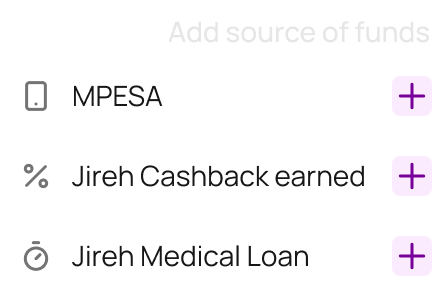 Add source of funds
MPESA
Jireh Cashback earned
Jireh Medical Loan